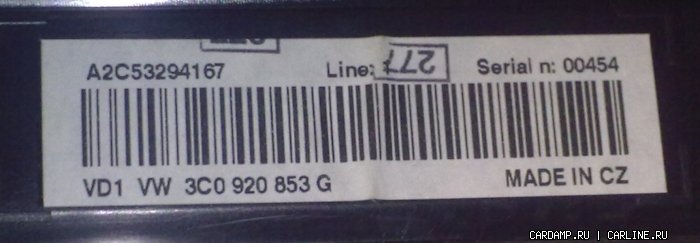 A2C53294167 Line: 277 Serial n: 00454
VD1 VW 3C0 920 853 G MADE IN CZ
CARDAMP.RU | CARLINE.RU